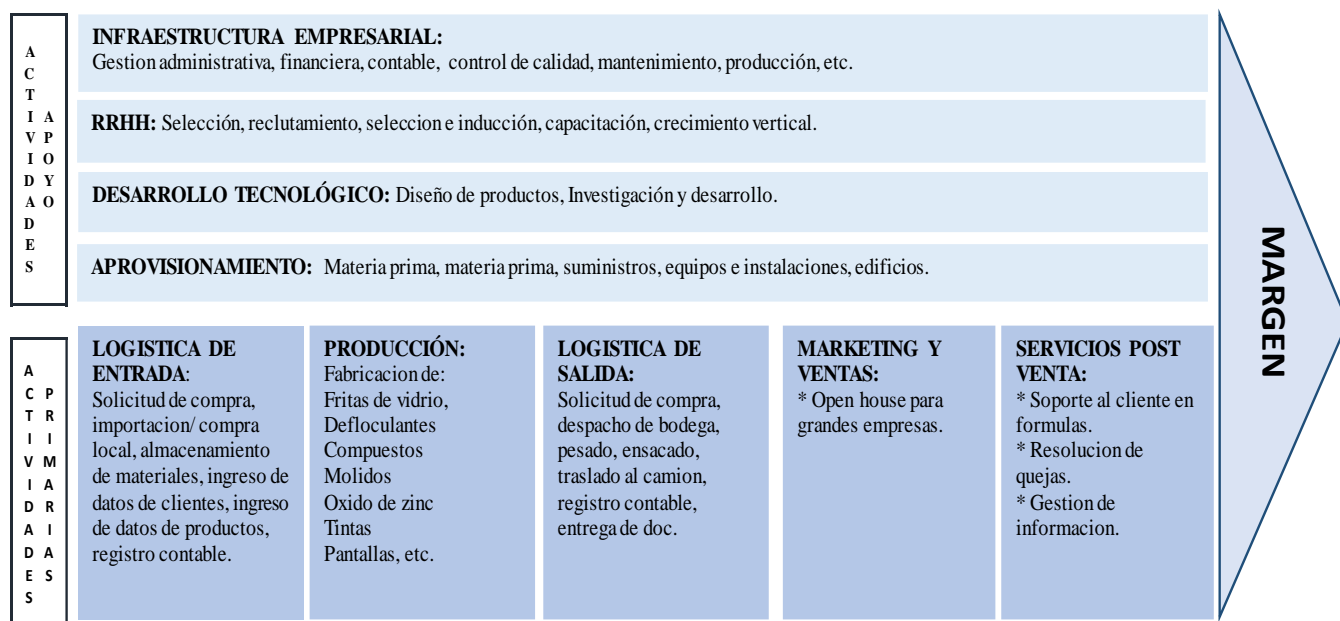 ACTIVIDADES
APOYO
INFRAESTRUCTURA EMPRESARIAL:
Gestion administrativa, financiera, contable, control de calidad, mantenimiento, producción, etc.
RRHH: Selección, reclutamiento, seleccion e inducción, capacitación, crecimiento vertical.
DESARROLLO TECNOLÓGICO: Diseño de productos, Investigación y desarrollo.
APROVISIONAMIENTO: Materia prima, materia prima, suministros, equipos e instalaciones, edificios.
ACTIVIDADES
PRIMARIAS
LOGISTICA DE
ENTRADA:
Solicitud de compra,
importacion/ compra
local, almacenamiento
de materiales, ingreso de
datos de clientes, ingreso
de datos de productos,
registro contable.
PRODUCCIÓN:
Fabricacion de:
Fritas de vidrio,
Defloculantes
Compuestos
Molidos
Oxido de zinc
Tintas
Pantallas, etc.
LOGISTICA DE
SALIDA:
Solicitud de compra,
despacho de bodega,
pesado, ensacado,
traslado al camion,
registro contable,
entrega de doc.
MARKETING Y
VENTAS:
* Open house para
grandes empresas.
SERVICIOS POST
VENTA:
* Soporte al cliente en
formulas.
* Resolucion de
quejas.
* Gestion de
informacion.
MARGEN